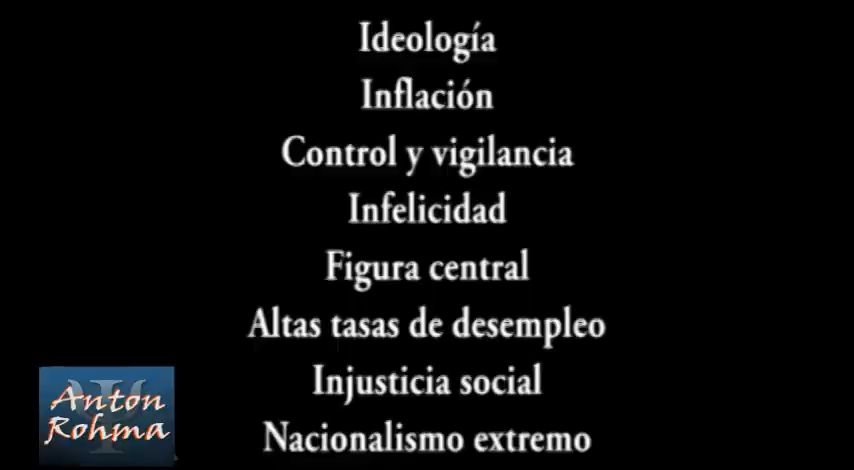 Ideología
Inflación
Control y vigilancia
Infelicidad
Figura central
Altas tasas de desempleo
Injusticia social
Nacionalismo extremo
Anton
Rohma